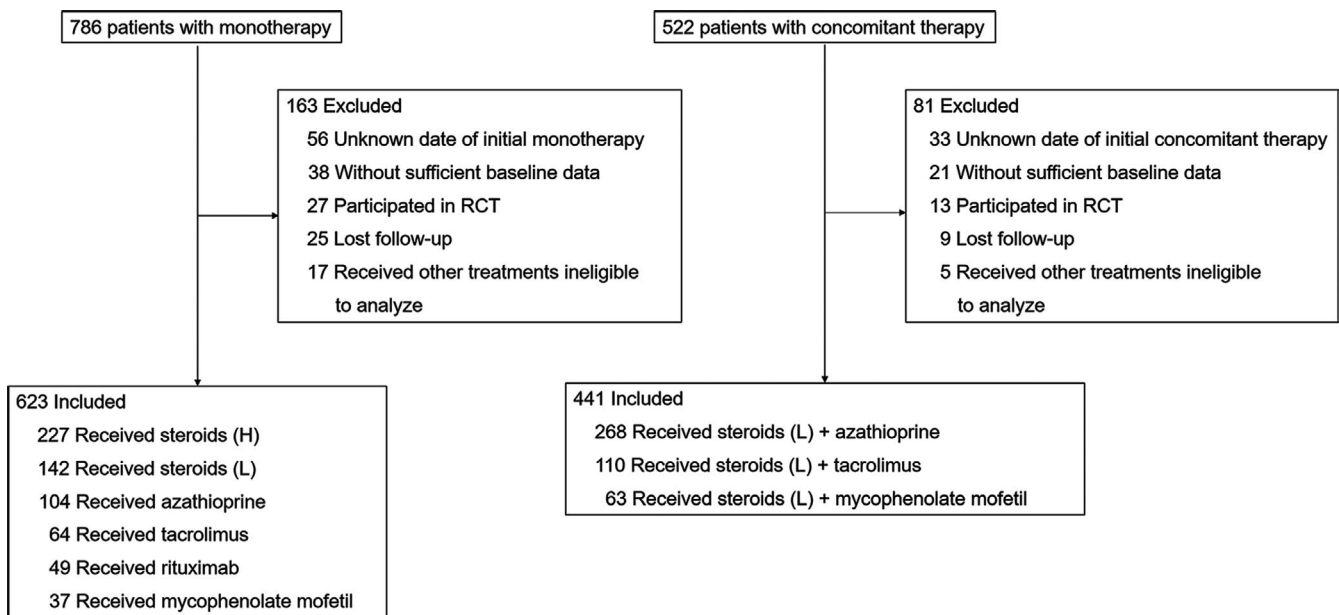 786 patients with monotherapy
163 Excluded
56 Unknown date of initial monotherapy
38 Without sufficient baseline data
27 Participated in RCT
25 Lost follow-up
17 Received other treatments ineligible
to analyze
623 Included
227 Received steroids (H)
142 Received steroids (L)
104 Received azathioprine
64 Received tacrolimus
49 Received rituximab
37 Received mycophenolate mofetil
522 patients with concomitant therapy
81 Excluded
33 Unknown date of initial concomitant therapy
21 Without sufficient baseline data
13 Participated in RCT
9 Lost follow-up
5 Received other treatments ineligible
to analyze
441 Included
268 Received steroids (L) + azathioprine
110 Received steroids (L) + tacrolimus
63 Received steroids (L) + mycophenolate mofetil